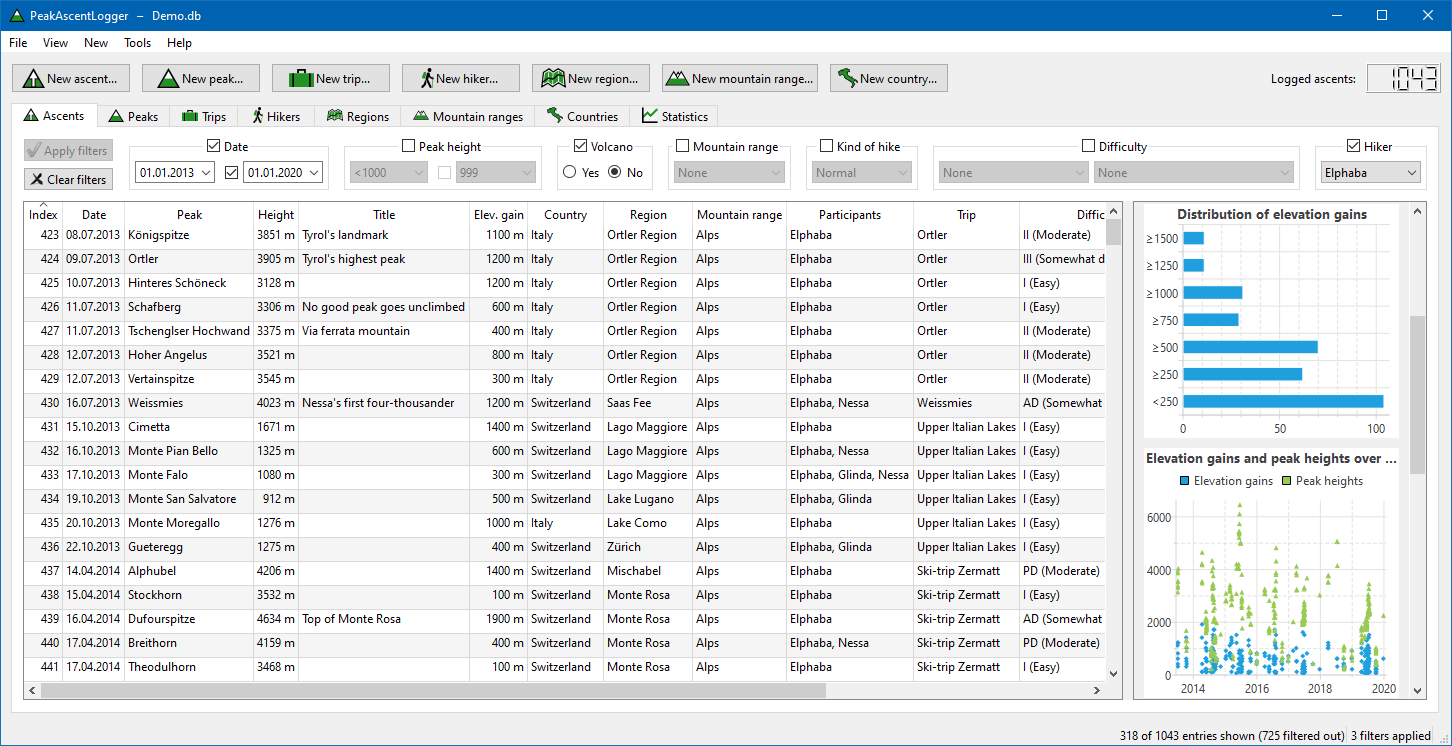 PeakAscentLogger – Demo.db
File View New Tools Help
New ascent... New peak... New trip... New hiker... New region... New mountain range... New country... Logged ascents: 1043
Ascents Peaks Trips Hikers Regions Mountain ranges Countries Statistics
Apply filters Date Peak height Volcano Mountain range Kind of hike Difficulty Hiker
Clear filters 01.01.2013 01.01.2020 <1000 999 Yes No None Normal None None Elphaba
Index Date Peak Height Title Elev. gain Country Region Mountain range Participants Trip Diffic
423 08.07.2013 Königspitze 3851 m Tyrol's landmark 1100 m Italy Ortler Region Alps Elphaba Ortler II (Moderate)
424 09.07.2013 Ortler 3905 m Tyrol's highest peak 1200 m Italy Ortler Region Alps Elphaba Ortler III (Somewhat d
425 10.07.2013 Hinteres Schöneck 3128 m 1200 m Italy Ortler Region Alps Elphaba Ortler I (Easy)
426 11.07.2013 Schafberg 3306 m No good peak goes unclimbed 600 m Italy Ortler Region Alps Elphaba Ortler I (Easy)
427 11.07.2013 Tschenglser Hochwand 3375 m Via ferrata mountain 400 m Italy Ortler Region Alps Elphaba Ortler II (Moderate)
428 12.07.2013 Hoher Angelus 3521 m 800 m Italy Ortler Region Alps Elphaba Ortler II (Moderate)
429 12.07.2013 Vertainspitze 3545 m 300 m Italy Ortler Region Alps Elphaba Ortler II (Moderate)
430 16.07.2013 Weissmies 4023 m Nessa's first four-thousander 1200 m Switzerland Saas Fee Alps Elphaba, Nessa Weissmies AD (Somewhat
431 15.10.2013 Cimetta 1671 m 1400 m Switzerland Lago Maggiore Alps Elphaba Upper Italian Lakes I (Easy)
432 16.10.2013 Monte Pian Bello 1325 m 600 m Switzerland Lago Maggiore Alps Elphaba, Nessa Upper Italian Lakes I (Easy)
433 17.10.2013 Monte Falo 1080 m 300 m Switzerland Lago Maggiore Alps Elphaba, Glinda, Nessa Upper Italian Lakes I (Easy)
434 19.10.2013 Monte San Salvatore 912 m 500 m Switzerland Lake Lugano Alps Elphaba, Glinda Upper Italian Lakes I (Easy)
435 20.10.2013 Monte Moregallo 1276 m 1000 m Italy Lake Como Alps Elphaba Upper Italian Lakes I (Easy)
436 22.10.2013 Gueteregg 1275 m 400 m Switzerland Zürich Alps Elphaba, Glinda Upper Italian Lakes I (Easy)
437 14.04.2014 Alphubel 4206 m 1400 m Switzerland Mischabel Alps Elphaba Ski-trip Zermatt PD (Moderate)
438 15.04.2014 Stockhorn 3532 m 100 m Switzerland Monte Rosa Alps Elphaba Ski-trip Zermatt I (Easy)
439 16.04.2014 Dufourspitze 4634 m Top of Monte Rosa 1900 m Switzerland Monte Rosa Alps Elphaba Ski-trip Zermatt AD (Somewhat
440 17.04.2014 Breithorn 4159 m 400 m Switzerland Monte Rosa Alps Elphaba, Nessa Ski-trip Zermatt PD (Moderate)
441 17.04.2014 Theodulhorn 3468 m 100 m Switzerland Monte Rosa Alps Elphaba Ski-trip Zermatt I (Easy)
Distribution of elevation gains
≥1500
≥1250
≥1000
≥750
≥500
≥250
<250
0 50 100
Elevation gains and peak heights over ...
Elevation gains Peak heights
6000
4000
2000
0
2014 2016 2018 2020
318 of 1043 entries shown (725 filtered out) 3 filters applied